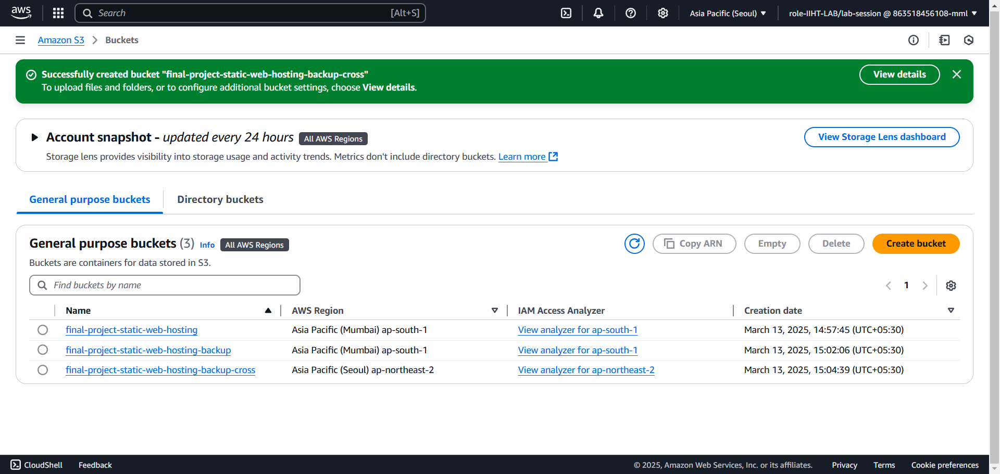 aws
Search [Alt+S]
Asia Pacific (Seoul) role-IIHT-LAB/lab-session @ 863518456108-mml
Amazon S3 Buckets
Successfully created bucket "final-project-static-web-hosting-backup-cross"
To upload files and folders, or to configure additional bucket settings, choose View details.
View details
Account snapshot - updated every 24 hours All AWS Regions
Storage lens provides visibility into storage usage and activity trends. Metrics don't include directory buckets. Learn more
View Storage Lens dashboard
General purpose buckets Directory buckets
General purpose buckets (3) Info All AWS Regions
Copy ARN Empty Delete Create bucket
Buckets are containers for data stored in S3.
Find buckets by name
1
Name AWS Region IAM Access Analyzer Creation date
final-project-static-web-hosting Asia Pacific (Mumbai) ap-south-1 View analyzer for ap-south-1 March 13, 2025, 14:57:45 (UTC+05:30)
final-project-static-web-hosting-backup Asia Pacific (Mumbai) ap-south-1 View analyzer for ap-south-1 March 13, 2025, 15:02:06 (UTC+05:30)
final-project-static-web-hosting-backup-cross Asia Pacific (Seoul) ap-northeast-2 View analyzer for ap-northeast-2 March 13, 2025, 15:04:39 (UTC+05:30)
CloudShell Feedback © 2025, Amazon Web Services, Inc. or its affiliates. Privacy Terms Cookie preferences